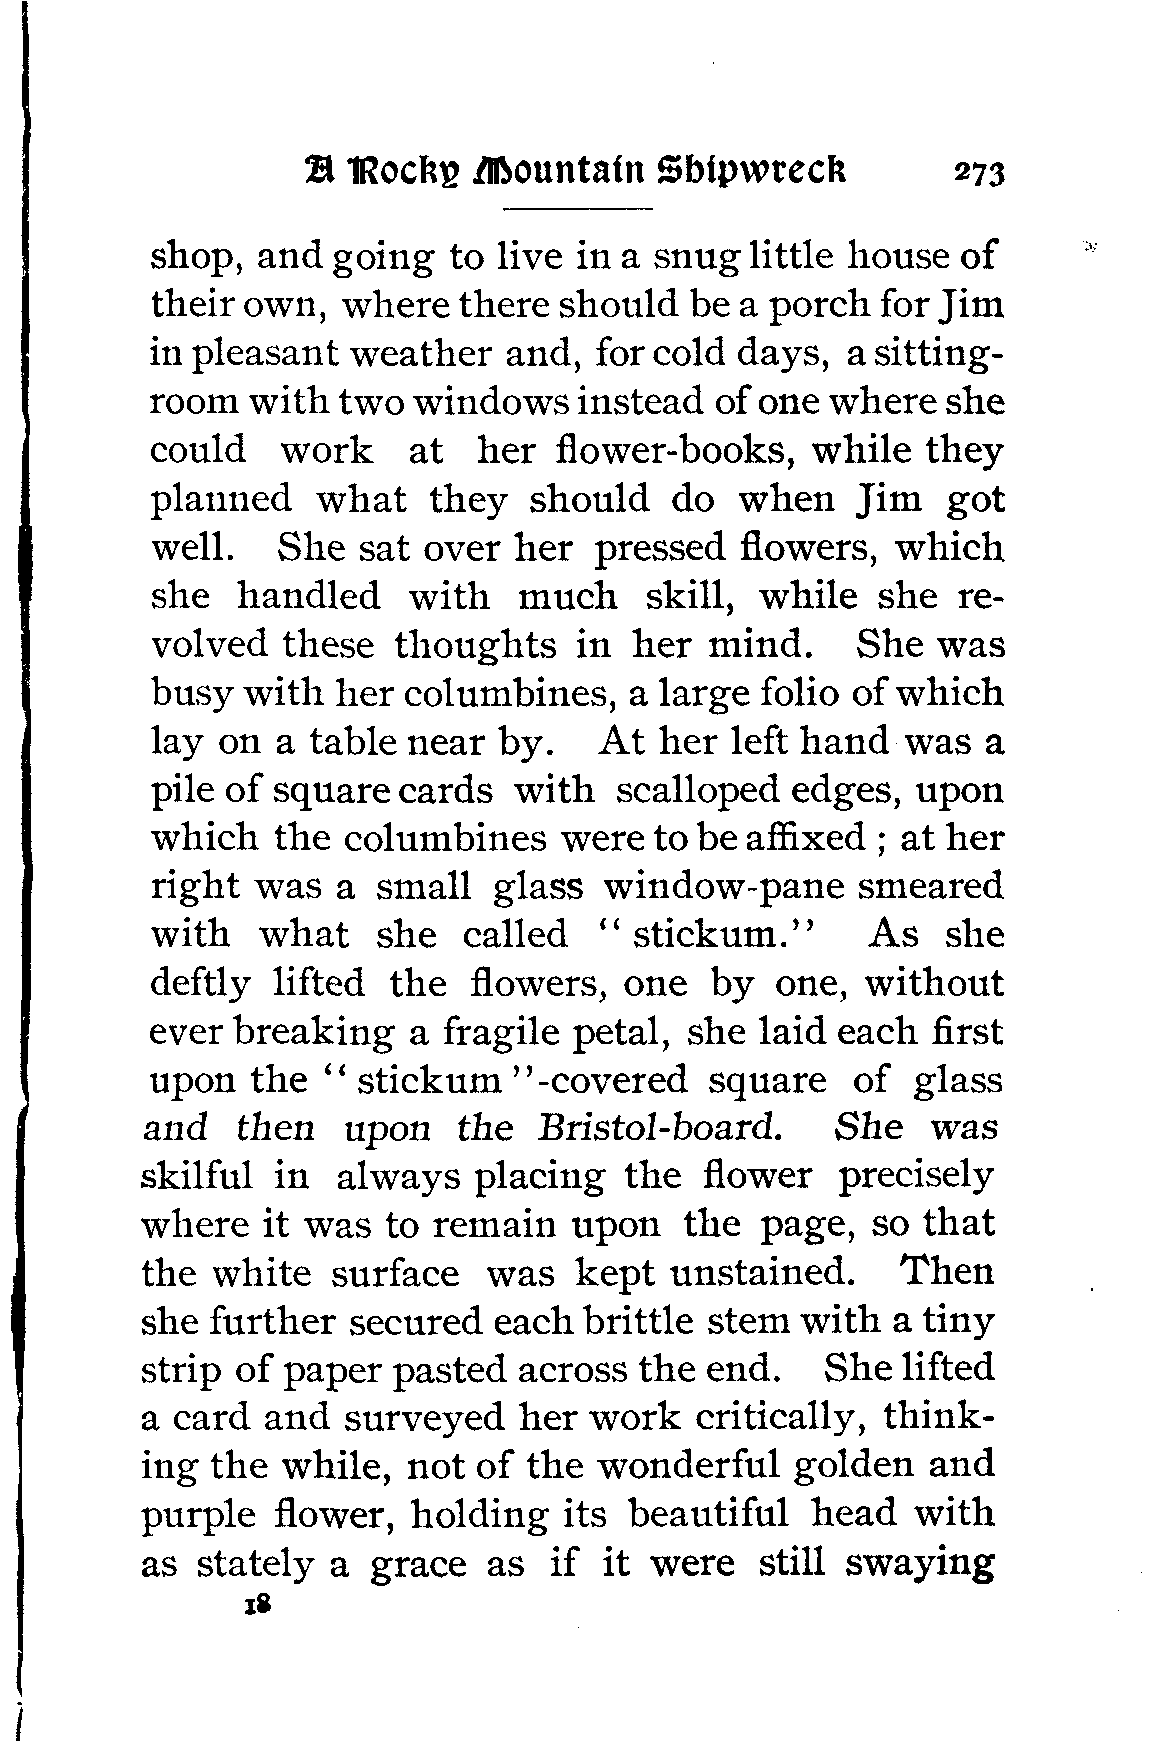 A Rocky Mountain Shipwreck 273
shop, and going to live in a snug little house of
their own, where there should be a porch for Jim
in pleasant weather and, for cold days, a sitting-
room with two windows instead of one where she
could work at her flower-books, while they
planned what they should do when Jim got
well. She sat over her pressed flowers, which
she handled with much skill, while she re-
volved these thoughts in her mind. She was
busy with her columbines, a large folio of which
lay on a table near by. At her left hand was a
pile of square cards with scalloped edges, upon
which the columbines were to be affixed ; at her
right was a small glass window-pane smeared
with what she called “ stickum.” As she
deftly lifted the flowers, one by one, without
ever breaking a fragile petal, she laid each first
upon the “ stickum ”-covered square of glass
and then upon the Bristol-board. She was
skilful in always placing the flower precisely
where it was to remain upon the page, so that
the white surface was kept unstained. Then
she further secured each brittle stem with a tiny
strip of paper pasted across the end. She lifted
a card and surveyed her work critically, think-
ing the while, not of the wonderful golden and
purple flower, holding its beautiful head with
as stately a grace as if it were still swaying
18